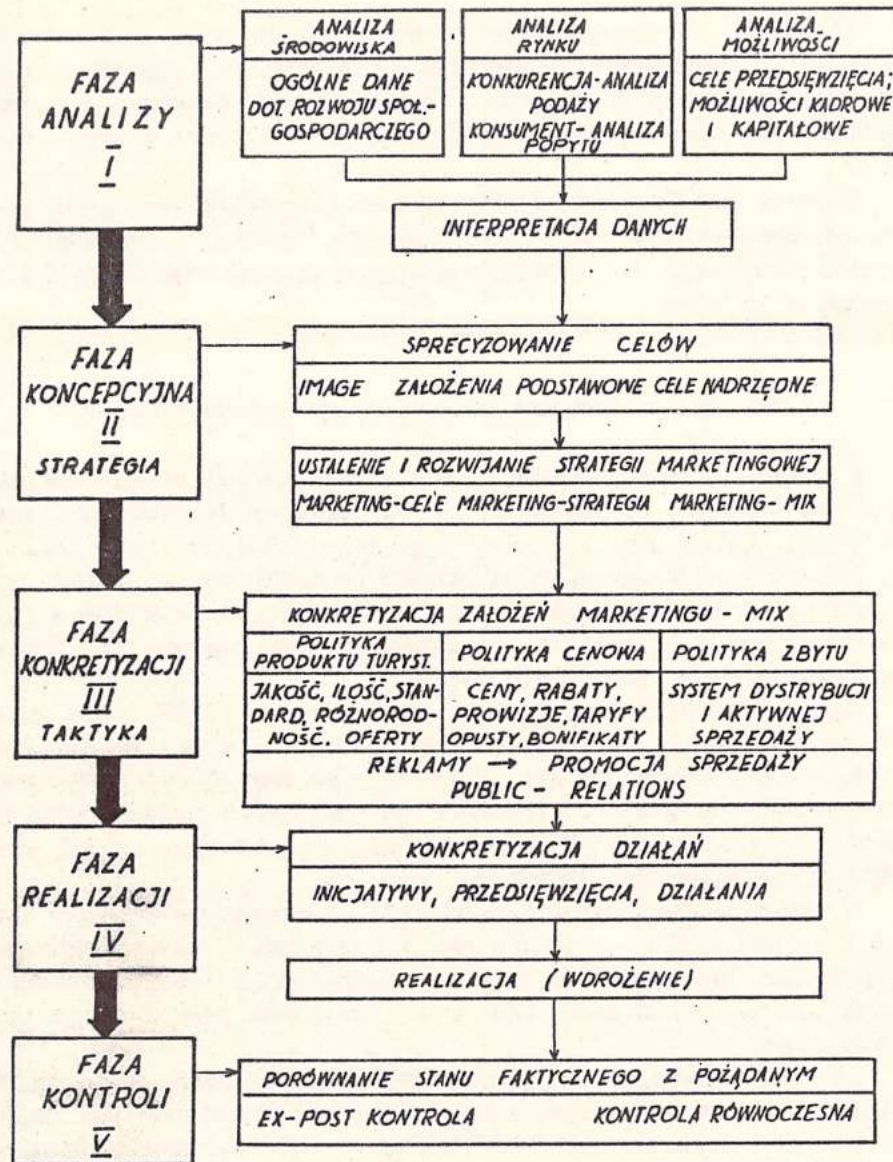 FAZA
ANALIZY
I
ANALIZA
ŚRODOWISKA
OGÓLNE DANE
DOT. ROZWOJU SPOŁ.-
GOSPODARCZEGO
ANALIZA
RYNKU
KONKURENCJA-ANALIZA
PODAŻY
KONSUMENT-ANALIZA
POPYTU
ANALIZA
MOŻLIWOŚCI
CELE PRZEDSIĘWZIĘCIA;
MOŻLIWOŚCI KADROWE
I KAPITAŁOWE
INTERPRETACJA DANYCH
FAZA
KONCEPCYJNA
II
STRATEGIA
SPRECYZOWANIE CELÓW
IMAGE ZAŁOŻENIA PODSTAWOWE CELE NADRZĘDNE
USTALENIE I ROZWIJANIE STRATEGII MARKETINGOWEJ
MARKETING-CELE MARKETING-STRATEGIA MARKETING-MIX
FAZA
KONKRETYZACJI
III
TAKTYKA
KONKRETYZACJA ZAŁOŻEŃ MARKETINGU - MIX
POLITYKA
PRODUKTU TURYST.
JAKOŚĆ, ILOŚĆ, STAN-
DARD, RÓŻNOROD-
NOŚĆ. OFERTY
POLITYKA CENOWA
CENY, RABATY,
PROWIZJE, TARYFY
OPUSTY, BONIFIKATY
POLITYKA ZBYTU
SYSTEM DYSTRYBUCJI
I AKTYWNEJ
SPRZEDAŻY
REKLAMY → PROMOCJA SPRZEDAŻY
PUBLIC - RELATIONS
FAZA
REALIZACJI
IV
KONKRETYZACJA DZIAŁAŃ
INICJATYWY, PRZEDSIĘWZIĘCIA, DZIAŁANIA
REALIZACJA (WDROŻENIE)
FAZA
KONTROLI
V
PORÓWNANIE STANU FAKTYCZNEGO Z POŻĄDANYM
EX-POST KONTROLA KONTROLA RÓWNOCZESNA